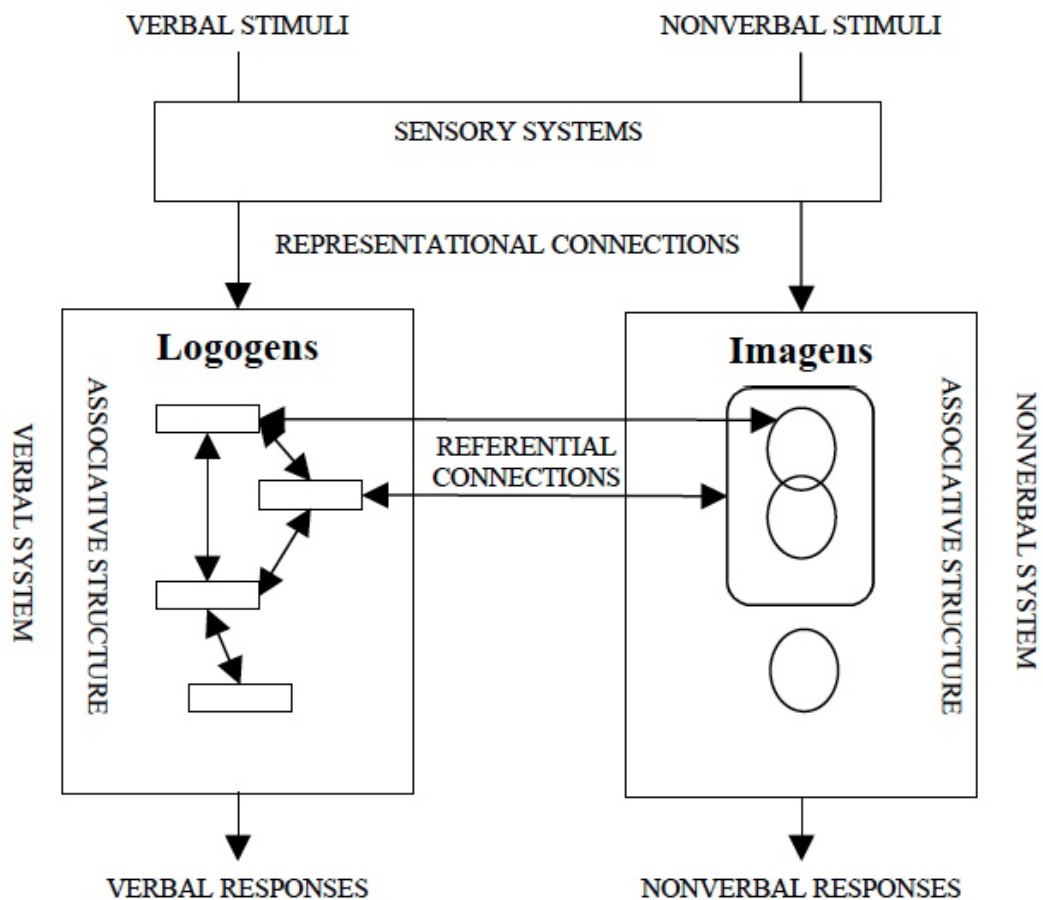 VERBAL STIMULI
NONVERBAL STIMULI
SENSORY SYSTEMS
REPRESENTATIONAL CONNECTIONS
Logogens
Imagens
VERBAL SYSTEM
ASSOCIATIVE STRUCTURE
REFERENTIAL
CONNECTIONS
ASSOCIATIVE STRUCTURE
NONVERBAL SYSTEM
VERBAL RESPONSES
NONVERBAL RESPONSES